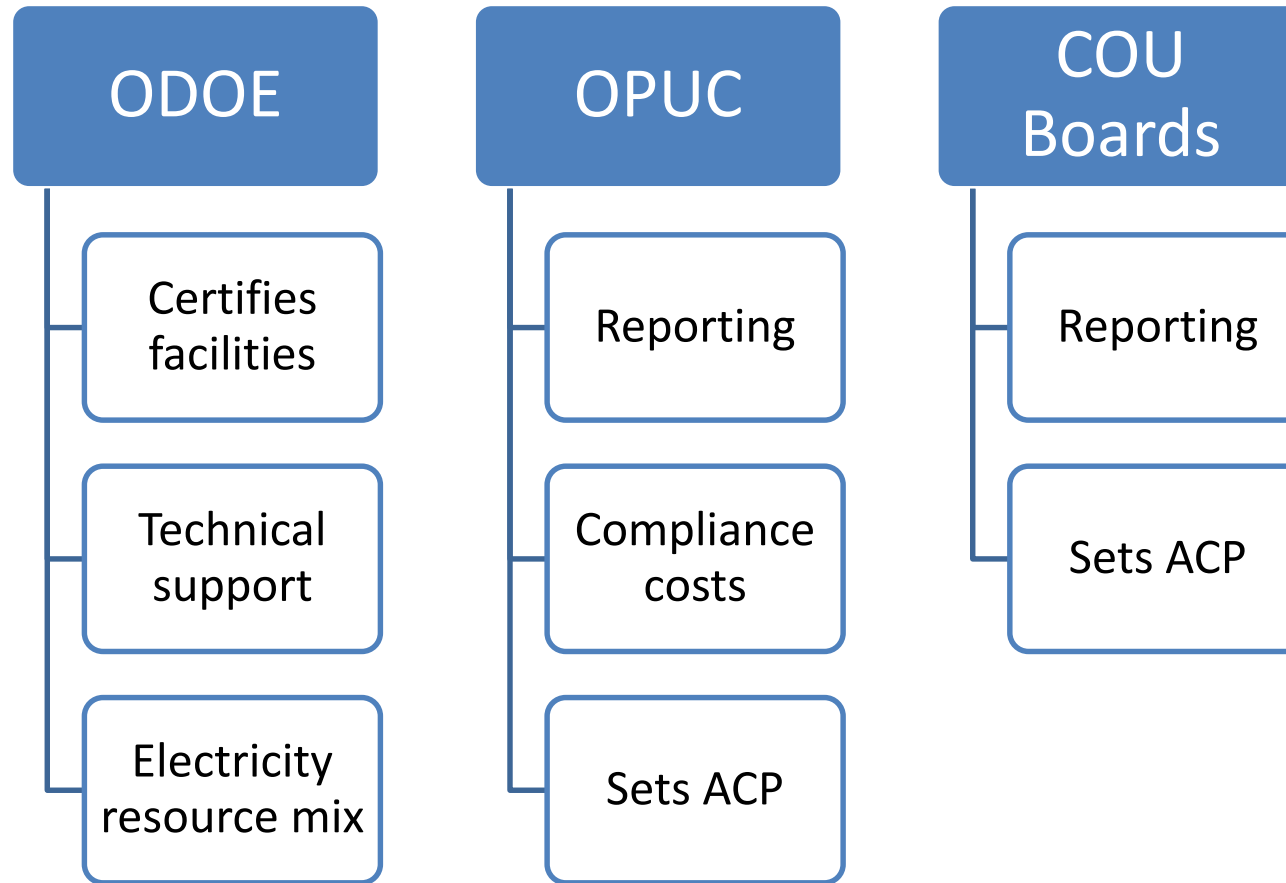 ODOE
Certifies
facilities
Technical
support
Electricity
resource mix
OPUC
Reporting
Compliance
costs
Sets ACP
COU
Boards
Reporting
Sets ACP